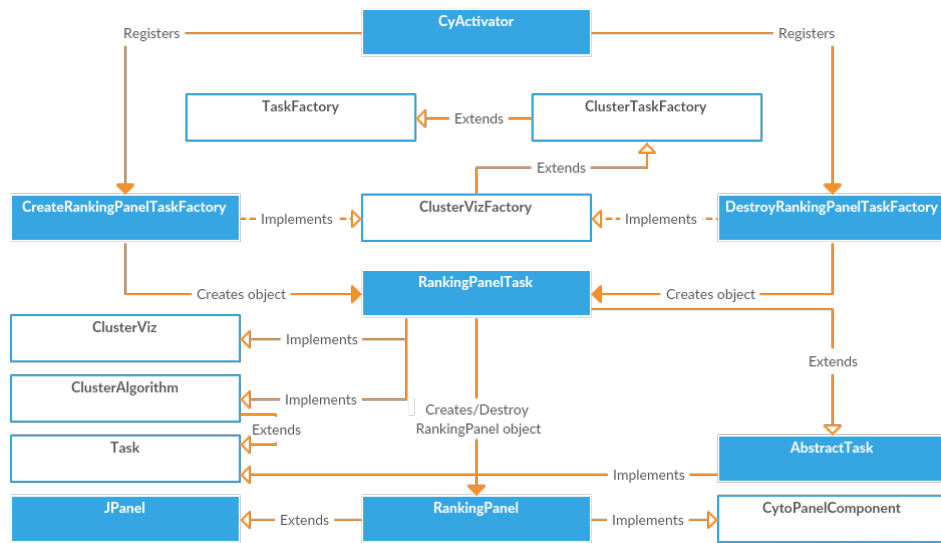 CyActivator
Registers
Registers
TaskFactory
Extends
ClusterTaskFactory
Extends
CreateRankingPanelTaskFactory
Implements
ClusterVizFactory
Implements
DestroyRankingPanelTaskFactory
RankingPanelTask
Creates object
Creates object
ClusterViz
Implements
Extends
ClusterAlgorithm
Implements
Creates/Destroy
RankingPanel object
Extends
Task
AbstractTask
Implements
JPanel
Extends
RankingPanel
Implements
CytoPanelComponent